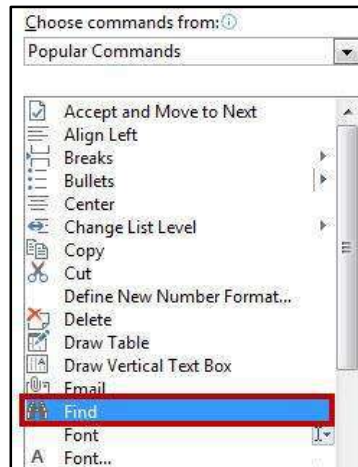 Choose commands from:
Popular Commands
Accept and Move to Next
Align Left
Breaks
Bullets
Center
Change List Level
Copy
Cut
Define New Number Format...
Delete
Draw Table
Draw Vertical Text Box
Email
Find
Font
A Font...